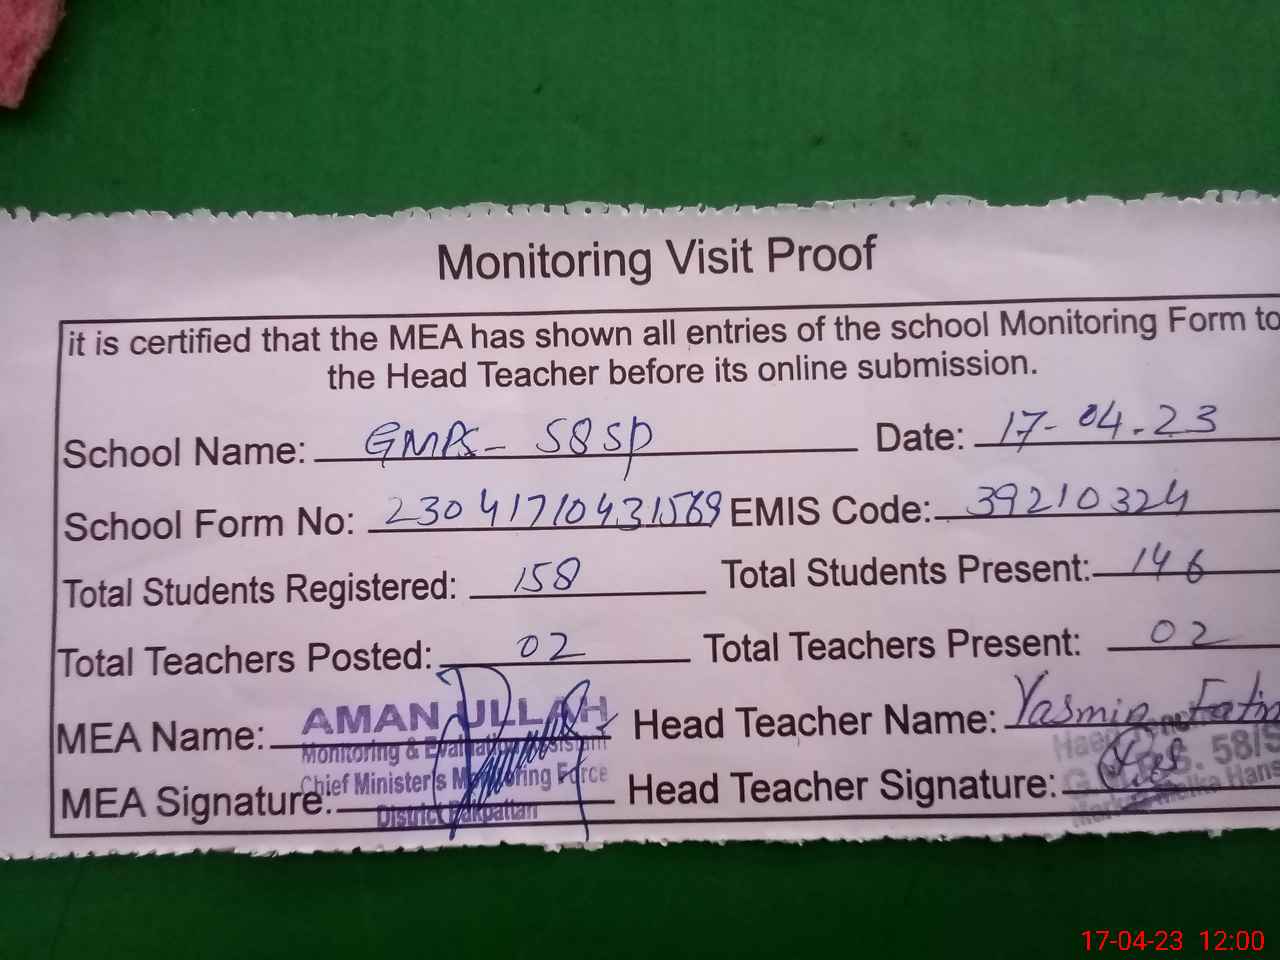 Monitoring Visit Proof
it is certified that the MEA has shown all entries of the school Monitoring Form to
the Head Teacher before its online submission.
School Name: GMPS- 58 SP Date: 17-04.23
School Form No: 23041710431569 EMIS Code: 39210324
Total Students Registered: 158 Total Students Present: 146
Total Teachers Posted: 02 Total Teachers Present: 02
MEA Name: AMAN ULLAH Head Teacher Name: Yasmin
Monitoring & Evaluation Assistant
Chief Minister's Monitoring Force
MEA Signature: Head Teacher Signature: 58/S
District Pakpattan
17-04-23 12:00